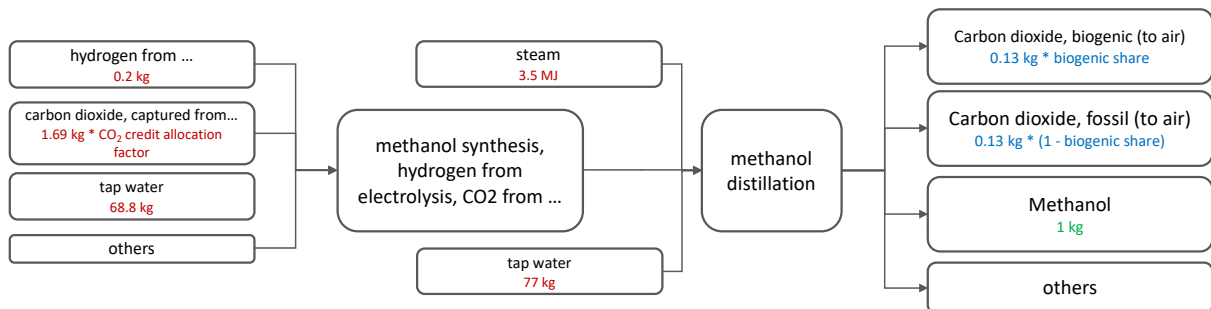 hydrogen from …
0.2 kg
carbon dioxide, captured from…
1.69 kg * CO₂ credit allocation
factor
tap water
68.8 kg
others
methanol synthesis,
hydrogen from
electrolysis, CO2 from …
steam
3.5 MJ
tap water
77 kg
methanol
distillation
Carbon dioxide, biogenic (to air)
0.13 kg * biogenic share
Carbon dioxide, fossil (to air)
0.13 kg * (1 - biogenic share)
Methanol
1 kg
others